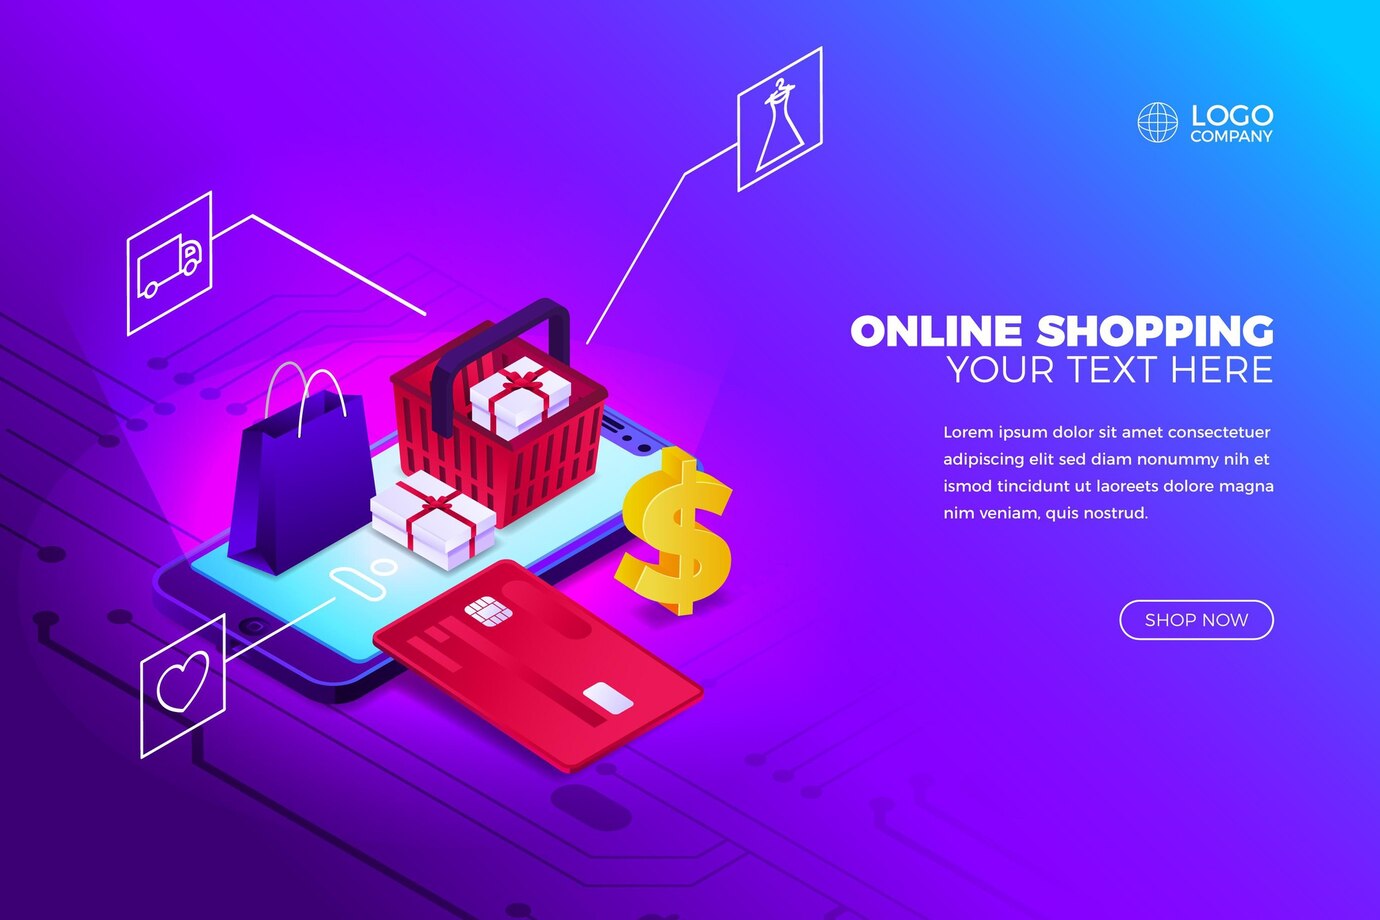 LOGO
COMPANY
ONLINE SHOPPING
YOUR TEXT HERE
Lorem ipsum dolor sit amet consectetuer
adipiscing elit sed diam nonummy nih et
ismod tincidunt ut laoreets dolore magna
nim veniam, quis nostrud.
SHOP NOW
$